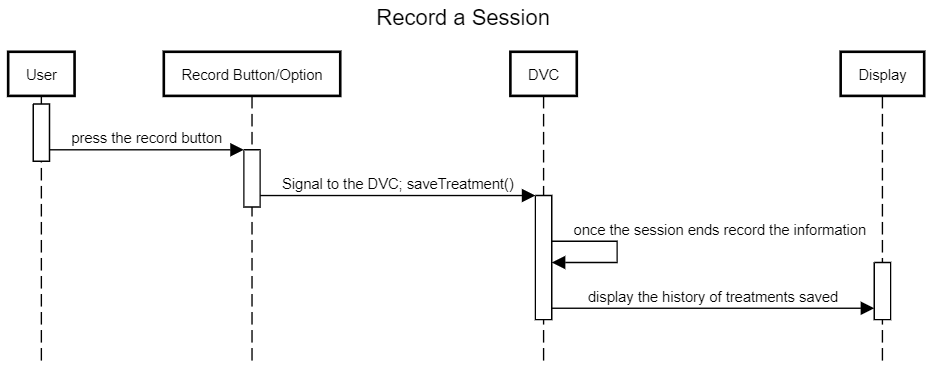 Record a Session
User
Record Button/Option
DVC
Display
press the record button
Signal to the DVC; saveTreatment()
once the session ends record the information
display the history of treatments saved